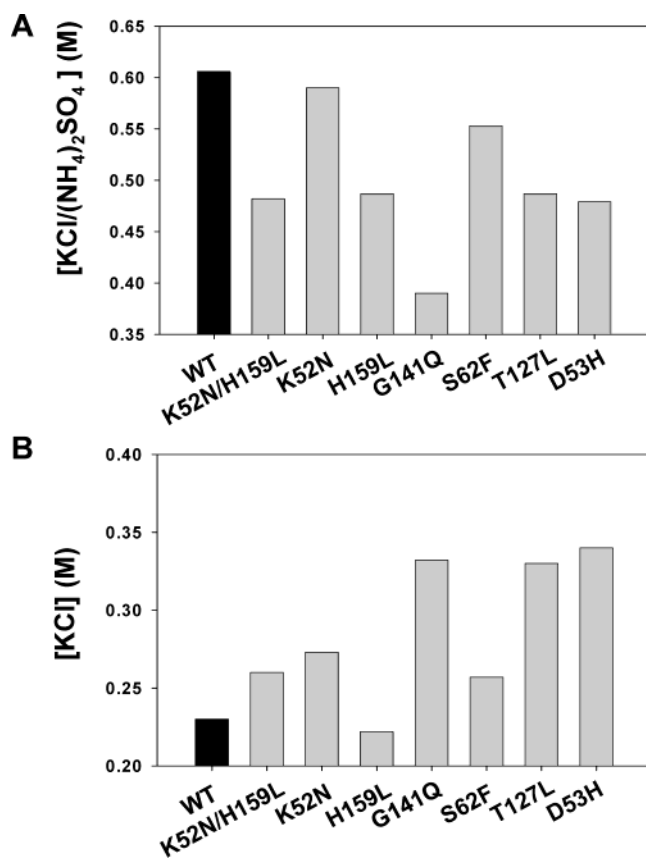 A
[KCl/(NH4)2SO4 ] (M)
0.65
0.60
0.55
0.50
0.45
0.40
0.35
WT
K52N/H159L
K52N
H159L
G141Q
S62F
T127L
D53H
B
[KCl] (M)
0.40
0.35
0.30
0.25
0.20
WT
K52N/H159L
K52N
H159L
G141Q
S62F
T127L
D53H